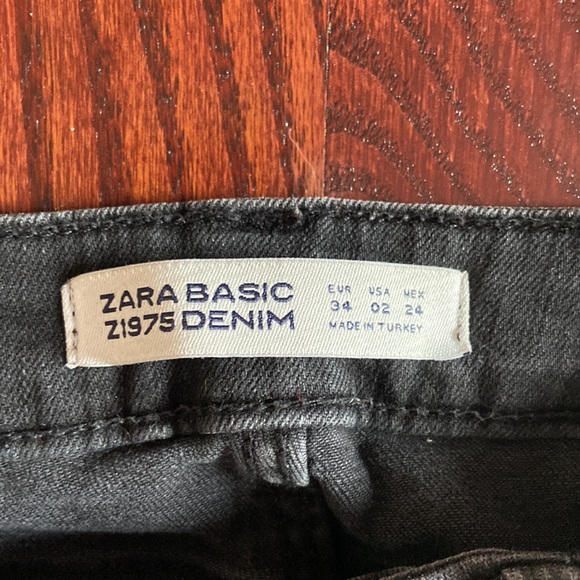 ZARA BASIC
Z1975 DENIM
EUR USA MEX
34 02 24
MADE IN TURKEY